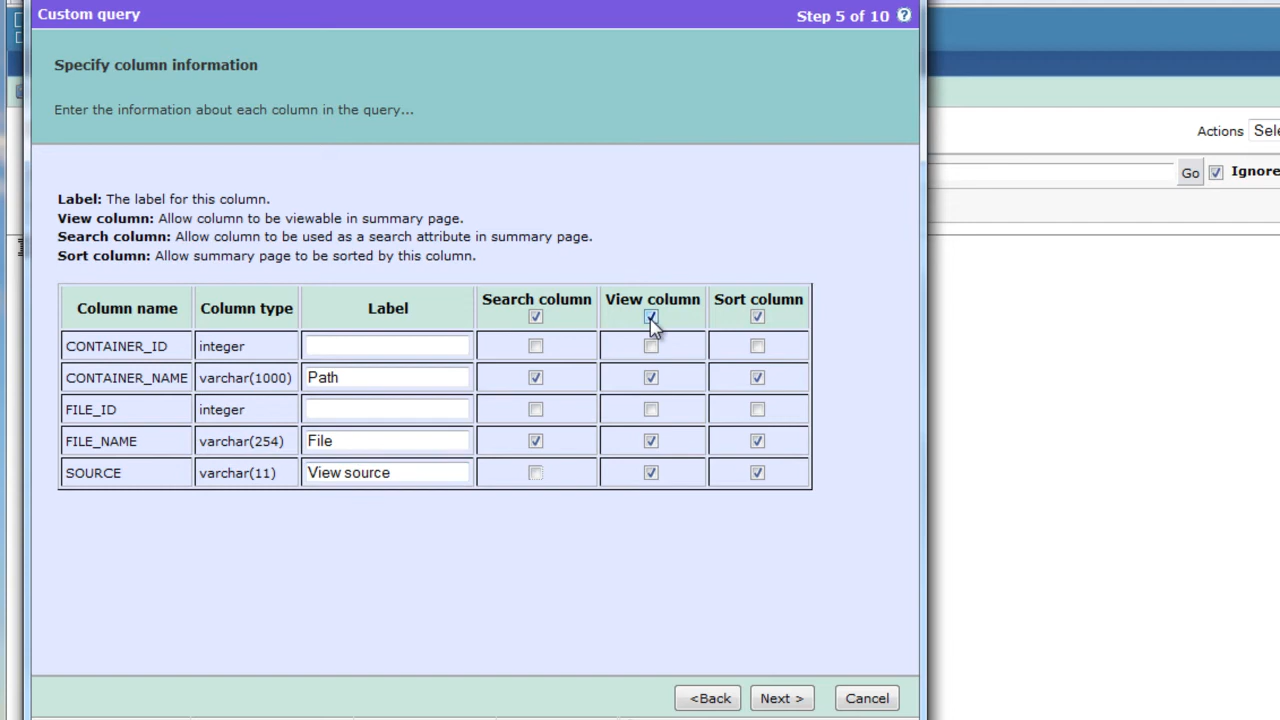 Custom query
Step 5 of 10
Specify column information
Enter the information about each column in the query...
Actions
Go
Label: The label for this column.
View column: Allow column to be viewable in summary page.
Search column: Allow column to be used as a search attribute in summary page.
Sort column: Allow summary page to be sorted by this column.
Column name Column type Label Search column View column Sort column
CONTAINER_ID integer
CONTAINER_NAME varchar(1000) Path
FILE_ID integer
FILE_NAME varchar(254) File
SOURCE varchar(11) View source
<Back Next > Cancel